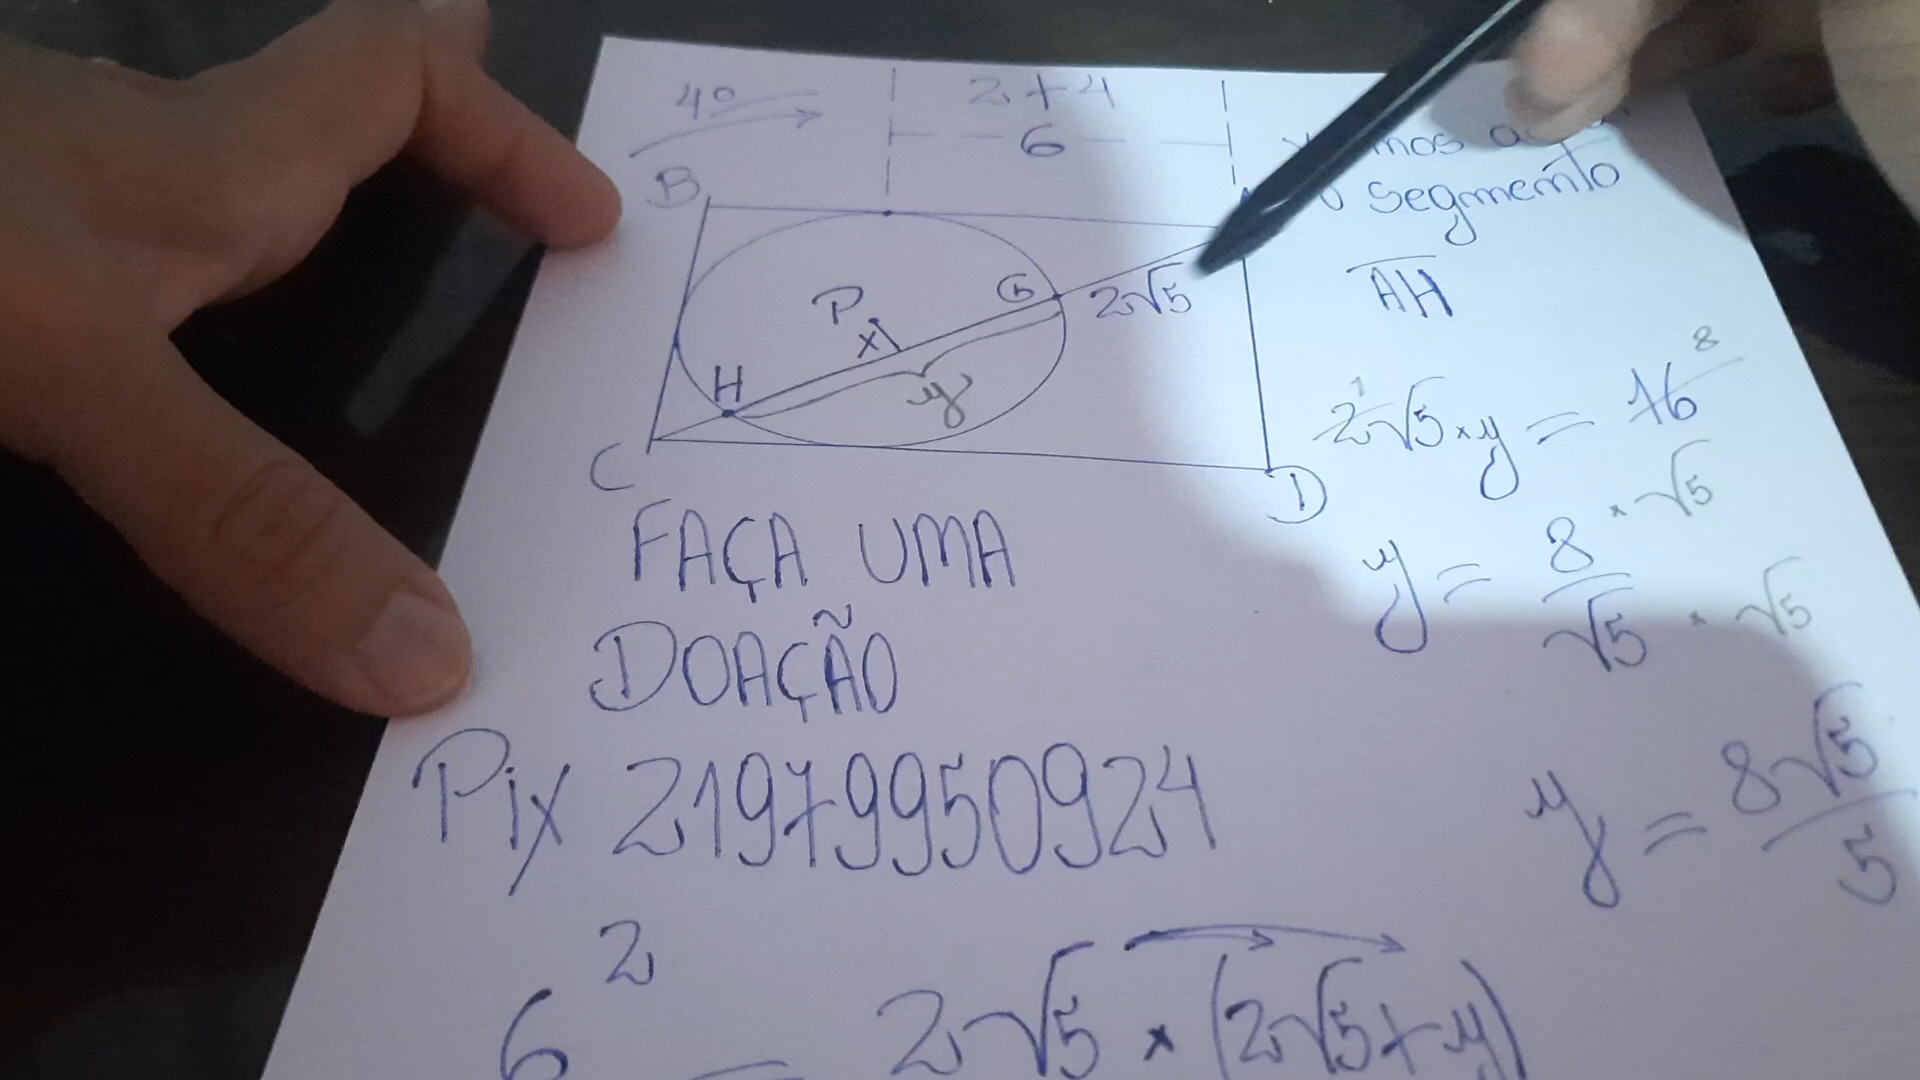 4º
2+4
6
B
segmento
AH
P
G
2√5
x
H
y
C
D
2√5×y = 16 8
y = 8 × √5
√5 × √5
y = 8√5
5
FAÇA UMA
DOAÇÃO
Pix 21979950924
6² = 2√5 × (2√5+y)